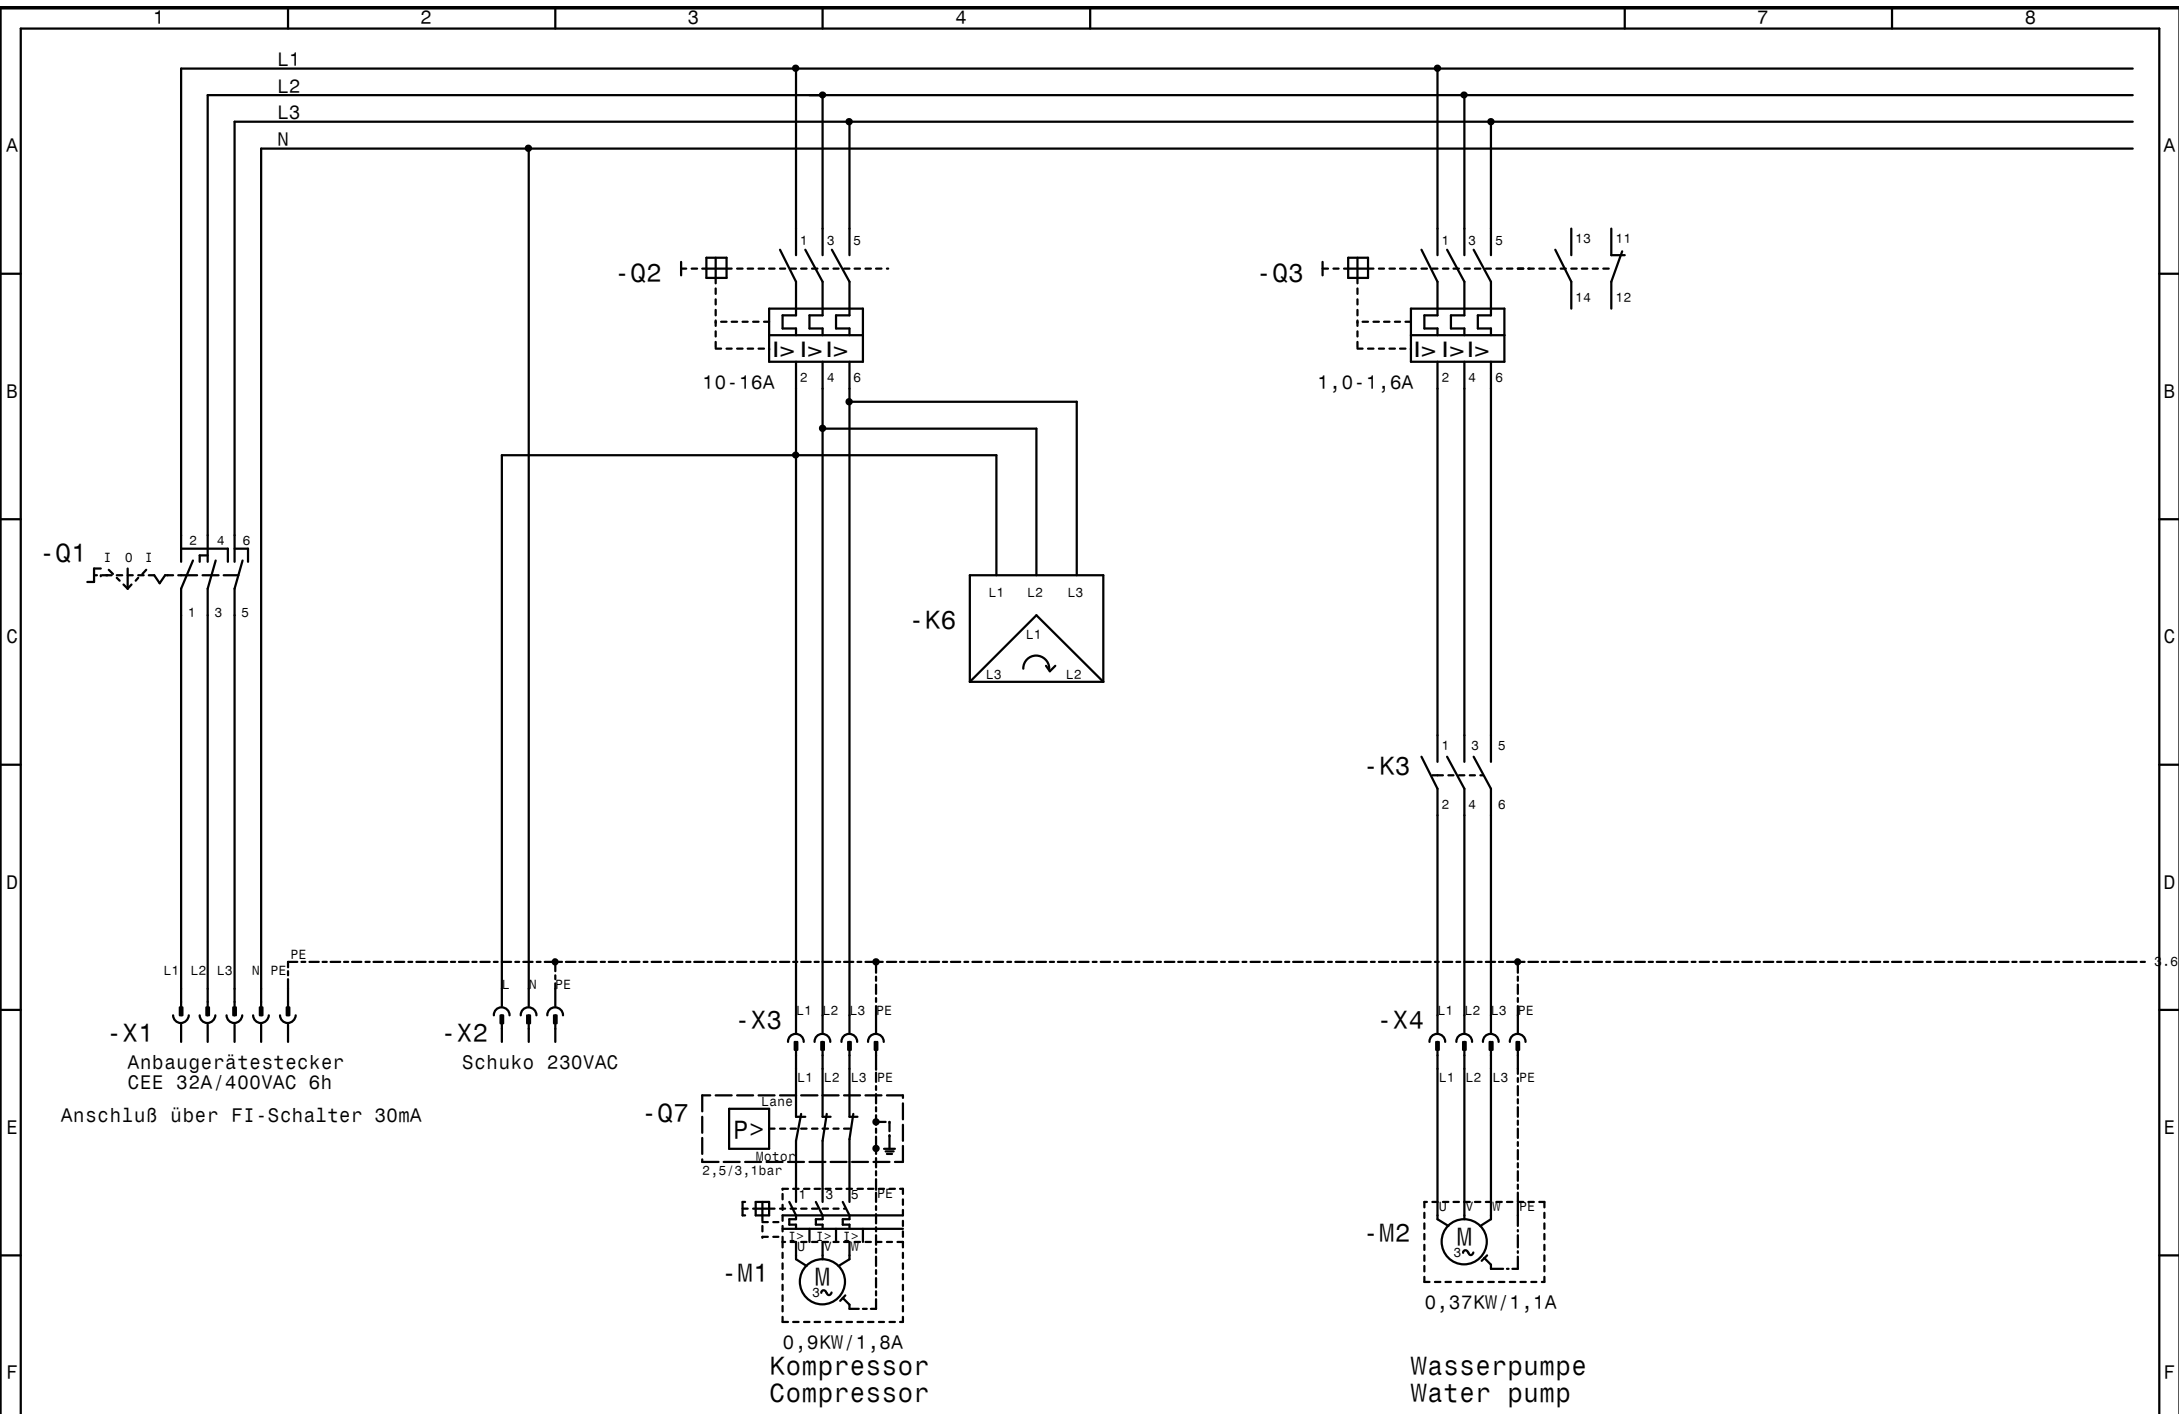 1 2 3 4 7 8
L1
L2
L3
N
A A
1 3 5
1 3 5 13 11
-Q2
-Q3
14 12
I> I> I>
I> I> I>
10-16A 2 4 6
1,0-1,6A 2 4 6
B B
-Q1 I O I 2 4 6
1 3 5
L1 L2 L3
-K6
L1
L3 L2
C C
1 3 5
-K3
2 4 6
D D
PE
3.6
L1 L2 L3 N PE
L N PE
-X1
-X2
-X3 L1 L2 L3 PE
-X4 L1 L2 L3 PE
Anbaugerätestecker
CEE 32A/400VAC 6h
Schuko 230VAC
Anschluß über FI-Schalter 30mA
L1 L2 L3 PE
L1 L2 L3 PE
-Q7 Lane
P>
Motor
2,5/3,1bar
E E
1 3 5 PE
I> I> I>
U V W
-M1 M
3~
0,9KW/1,8A
Kompressor
Compressor
U V W PE
-M2 M
3~
0,37KW/1,1A
Wasserpumpe
Water pump
F F